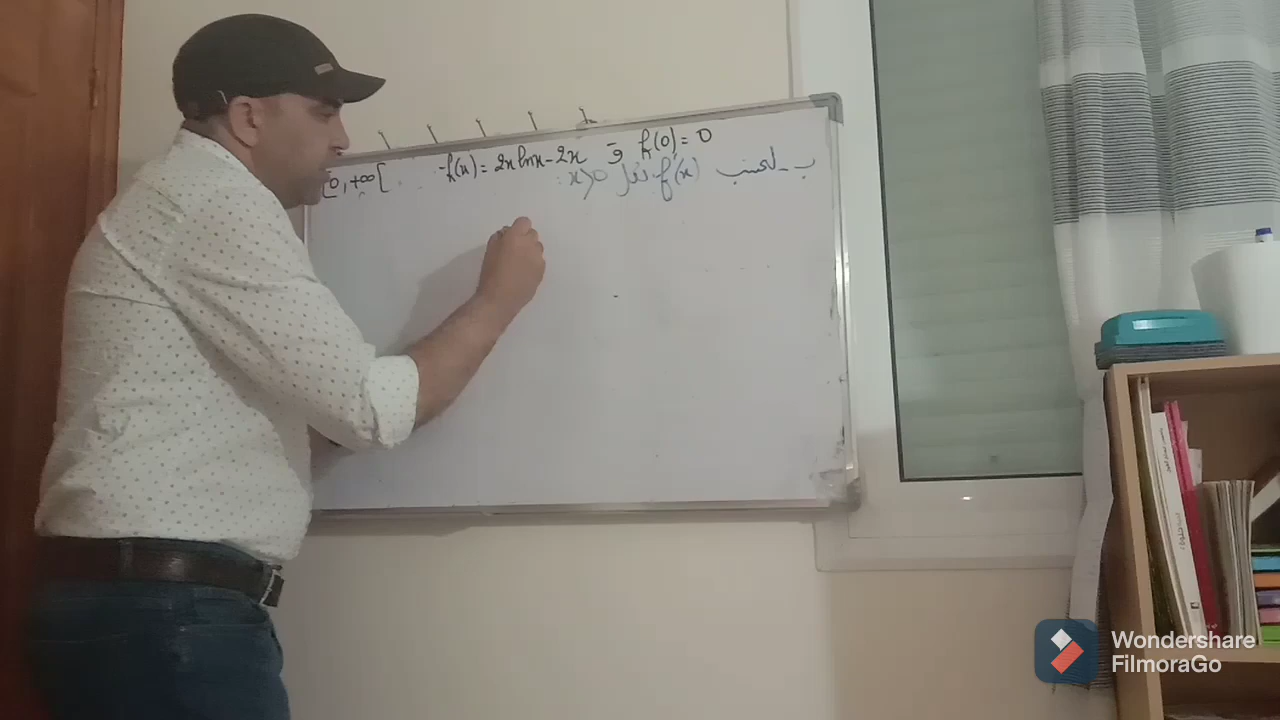 [0, +∞[ f(x) = 2x ln x - 2x و f(0) = 0
ب - لنحسب f'(x) لكل x>0 :
Wondershare
FilmoraGo